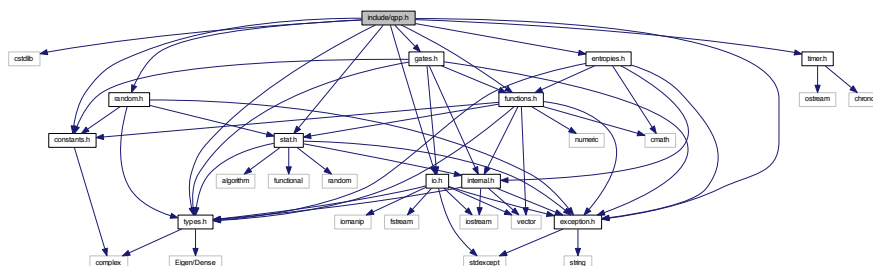 include/qpp.h
cstdlib
gates.h
entropies.h
timer.h
random.h
functions.h
ostream
chrono
constants.h
stat.h
numeric
cmath
algorithm
functional
random
io.h
internal.h
types.h
iomanip
fstream
iostream
vector
exception.h
complex
Eigen/Dense
stdexcept
string